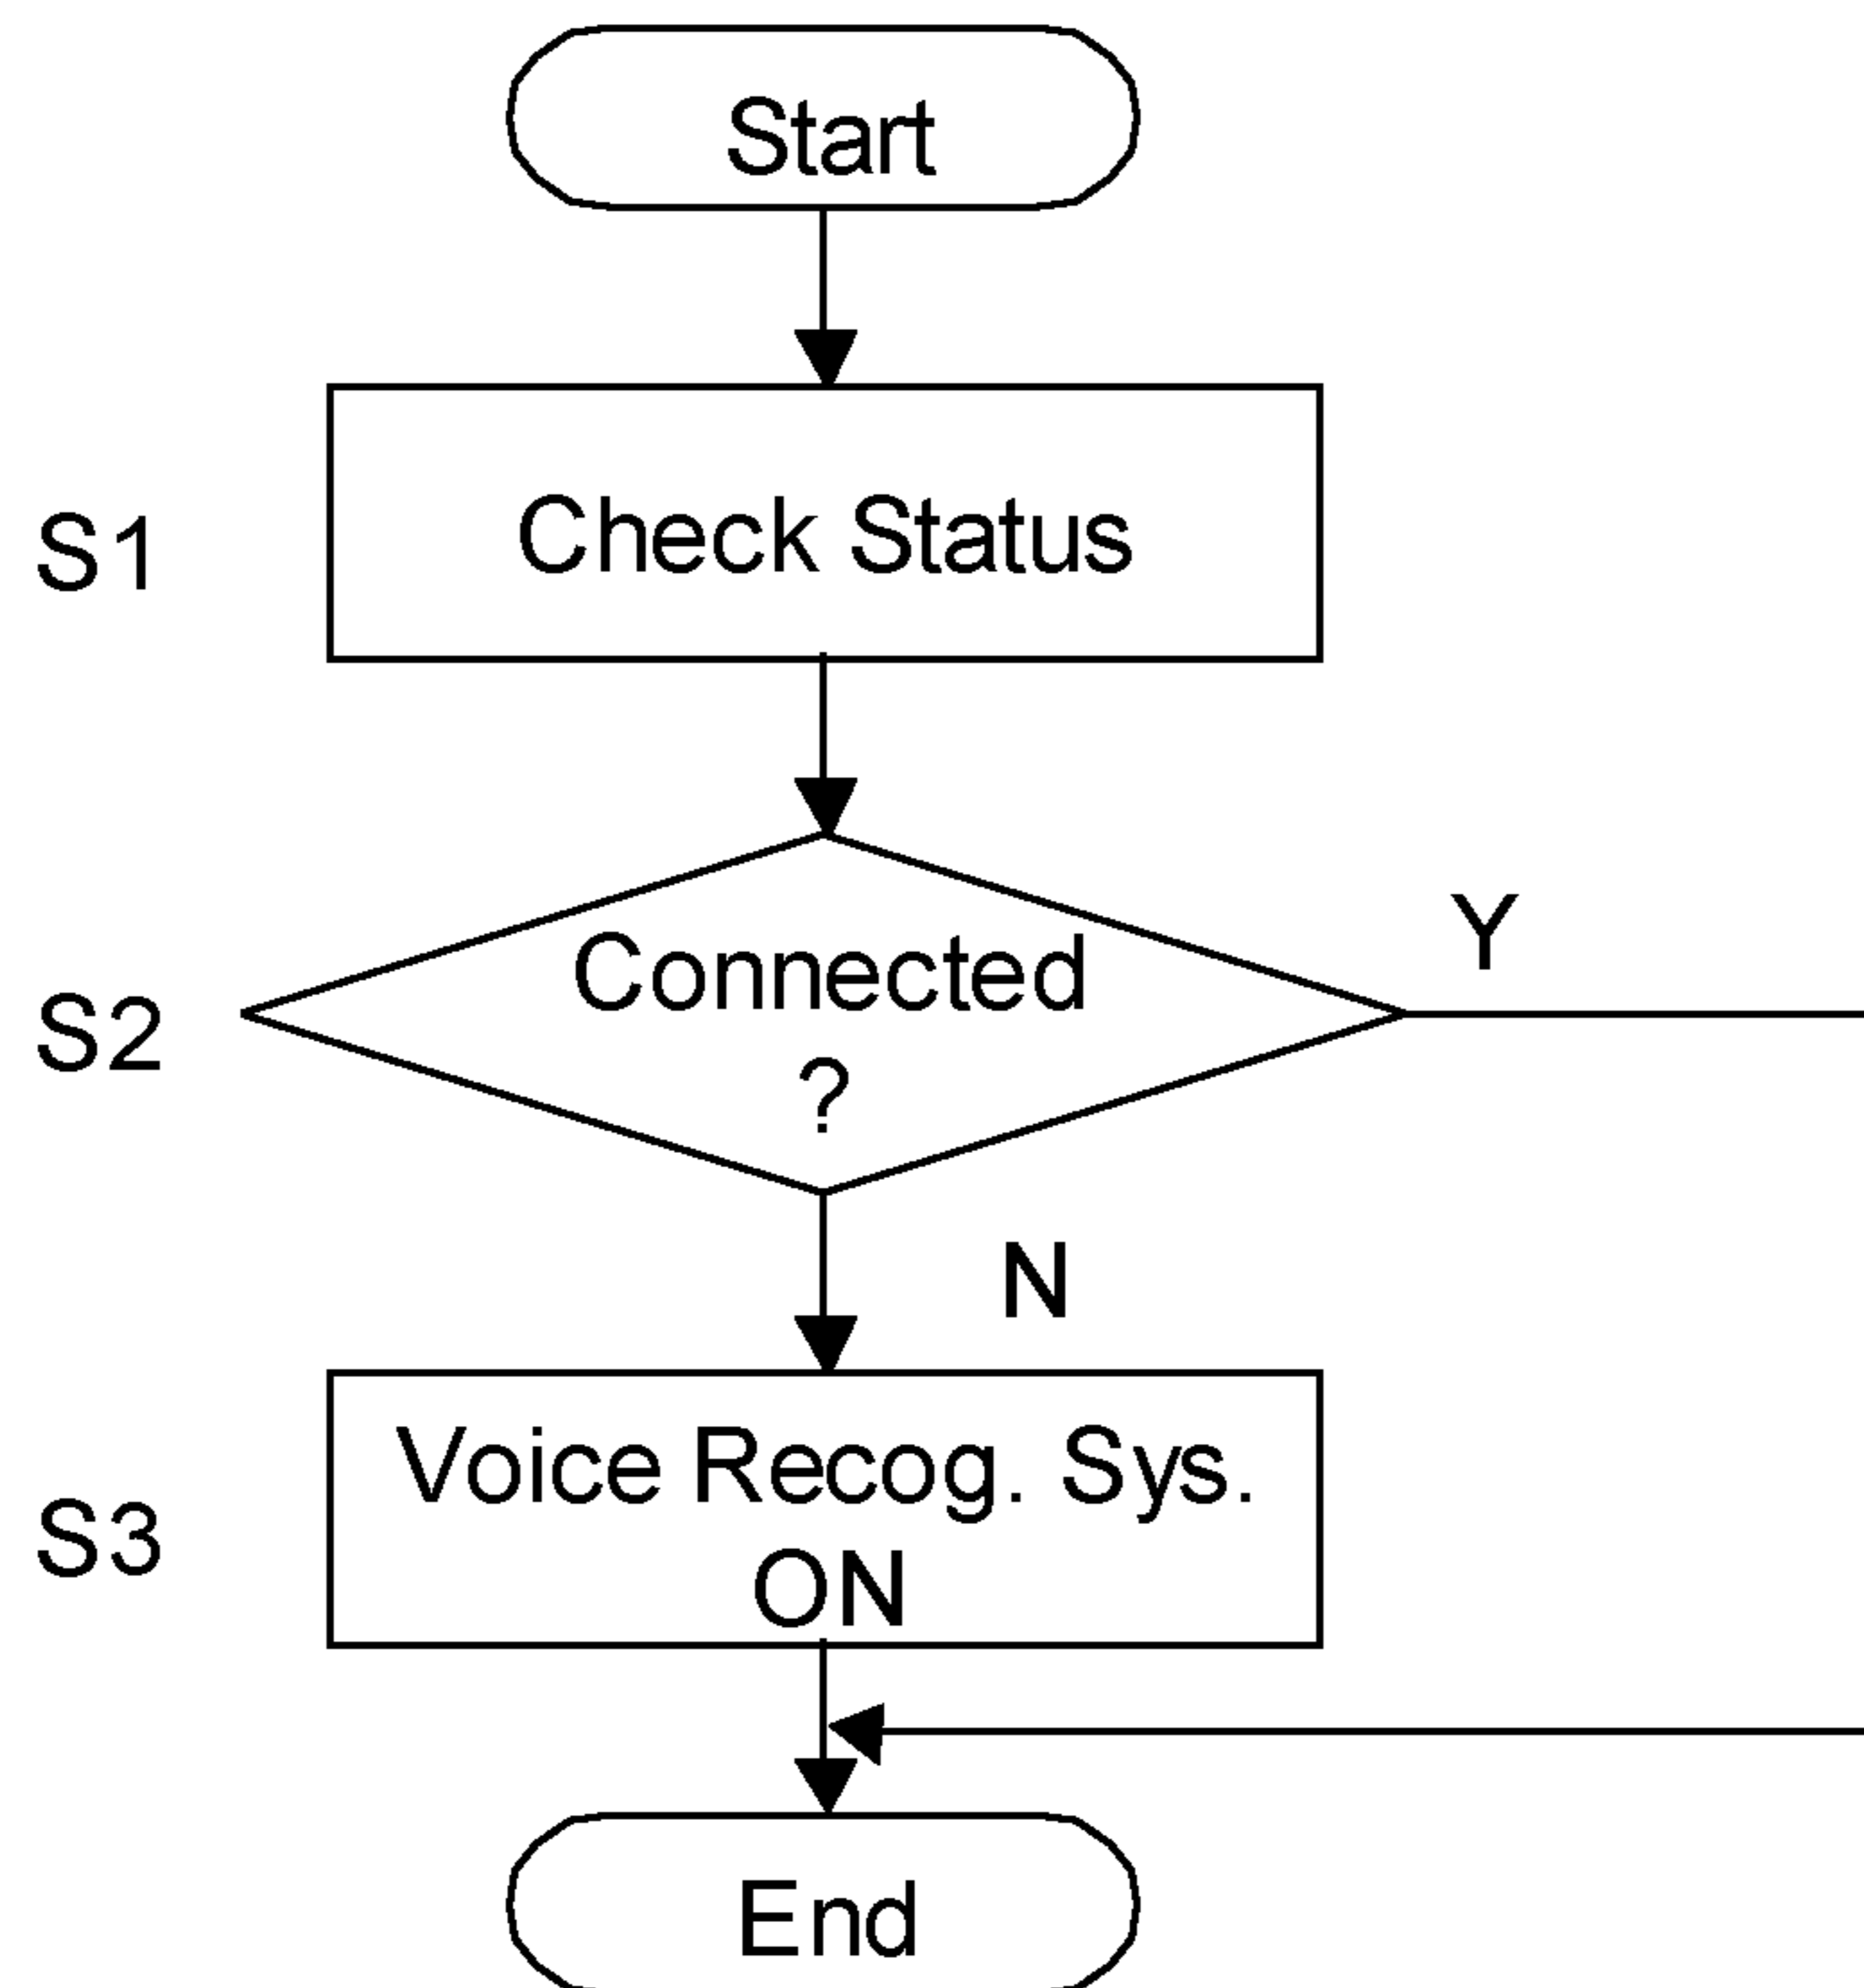 Start
S1
Check Status
S2
Connected
?
Y
N
S3
Voice Recog. Sys.
ON
End